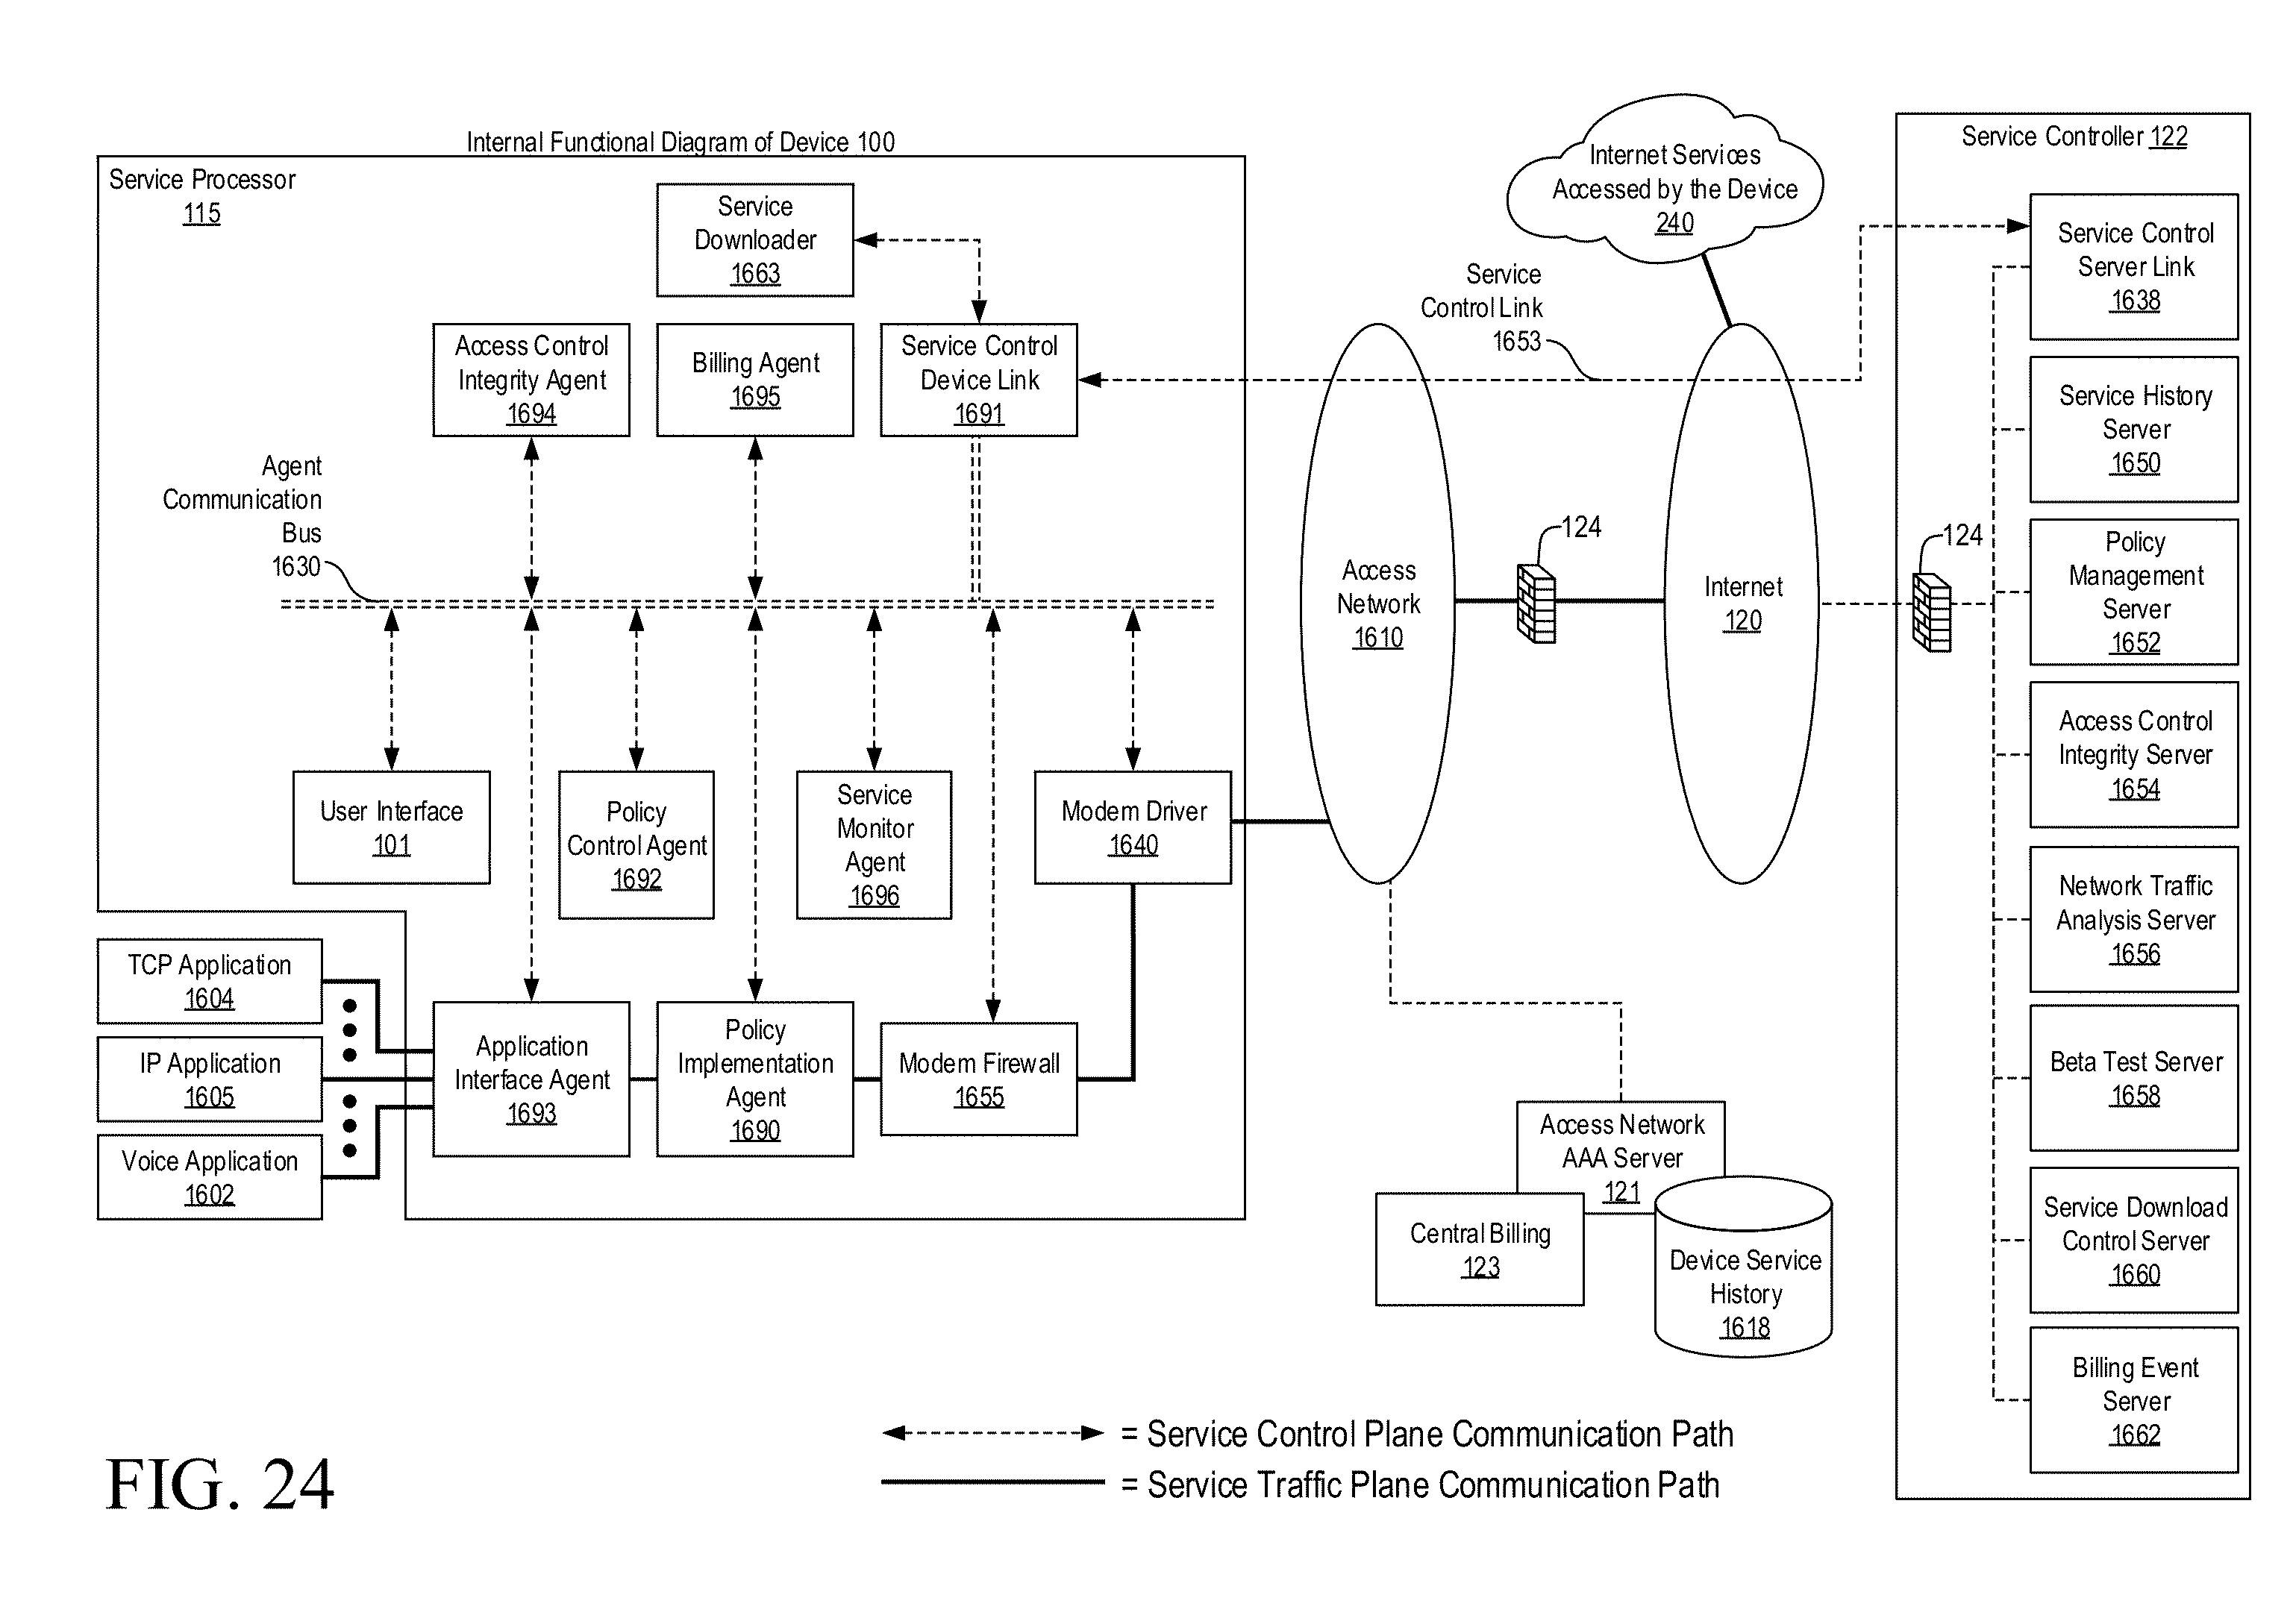 Internal Functional Diagram of Device 100
Service Processor
115
Service
Downloader
1663
Access Control
Integrity Agent
1694
Billing Agent
1695
Service Control
Device Link
1691
Agent
Communication
Bus
1630
User Interface
101
Policy
Control Agent
1692
Service
Monitor
Agent
1696
Modem Driver
1640
TCP Application
1604
IP Application
1605
Voice Application
1602
Application
Interface Agent
1693
Policy
Implementation
Agent
1690
Modem Firewall
1655
Internet Services
Accessed by the Device
240
Service
Control Link
1653
Access
Network
1610
124
Internet
120
124
Access Network
AAA Server
121
Central Billing
123
Device Service
History
1618
Service Controller 122
Service Control
Server Link
1638
Service History
Server
1650
Policy
Management
Server
1652
Access Control
Integrity Server
1654
Network Traffic
Analysis Server
1656
Beta Test Server
1658
Service Download
Control Server
1660
Billing Event
Server
1662
= Service Control Plane Communication Path
= Service Traffic Plane Communication Path
FIG. 24